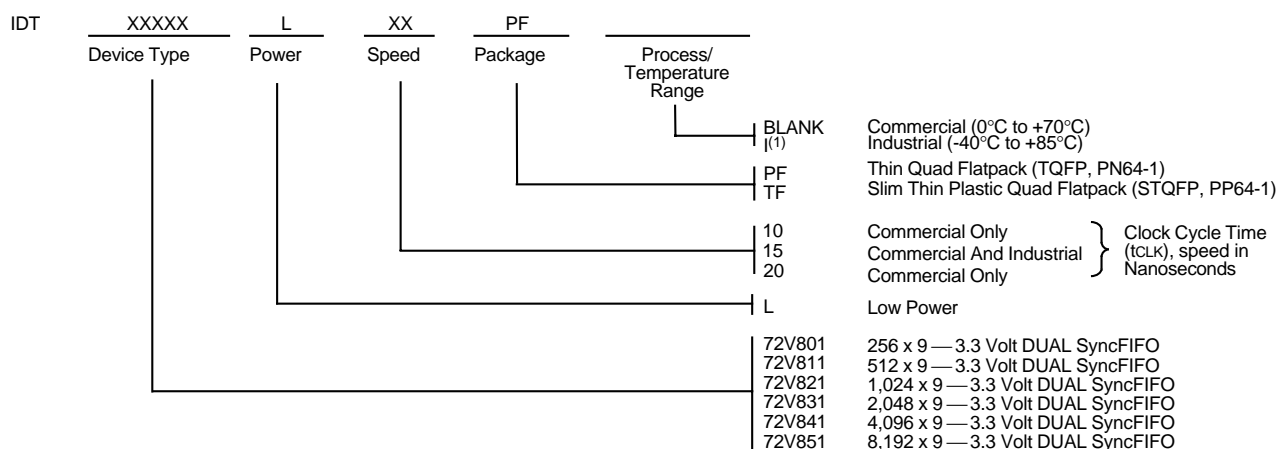 IDT XXXXX L XX PF
Device Type Power Speed Package Process/
Temperature
Range
BLANK Commercial (0°C to +70°C)
I(1) Industrial (-40°C to +85°C)
PF Thin Quad Flatpack (TQFP, PN64-1)
TF Slim Thin Plastic Quad Flatpack (STQFP, PP64-1)
10 Commercial Only Clock Cycle Time
15 Commercial And Industrial (tCLK), speed in
20 Commercial Only Nanoseconds
L Low Power
72V801 256 x 9 — 3.3 Volt DUAL SyncFIFO
72V811 512 x 9 — 3.3 Volt DUAL SyncFIFO
72V821 1,024 x 9 — 3.3 Volt DUAL SyncFIFO
72V831 2,048 x 9 — 3.3 Volt DUAL SyncFIFO
72V841 4,096 x 9 — 3.3 Volt DUAL SyncFIFO
72V851 8,192 x 9 — 3.3 Volt DUAL SyncFIFO